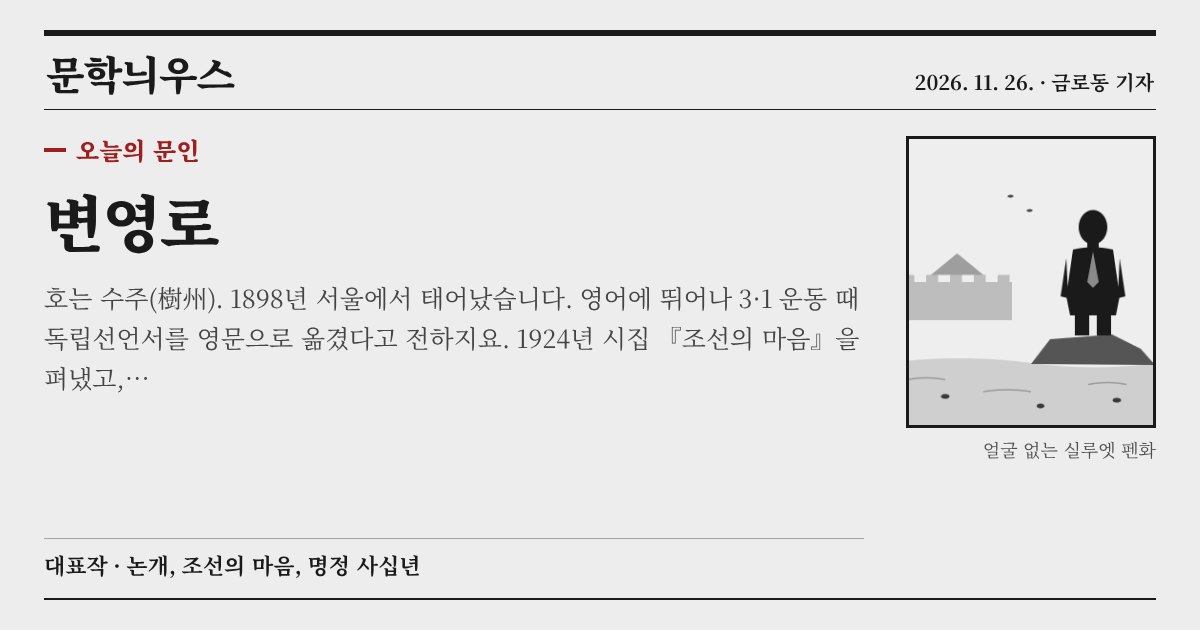 문학늬우스
2026. 11. 26. · 금로동 기자
오늘의 문인
변영로
호는 수주(樹州). 1898년 서울에서 태어났습니다. 영어에 뛰어나 3·1 운동 때
독립선언서를 영문으로 옮겼다고 전하지요. 1924년 시집 『조선의 마음』을
펴냈고,…
얼굴 없는 실루엣 펜화
대표작 · 논개, 조선의 마음, 명정 사십년